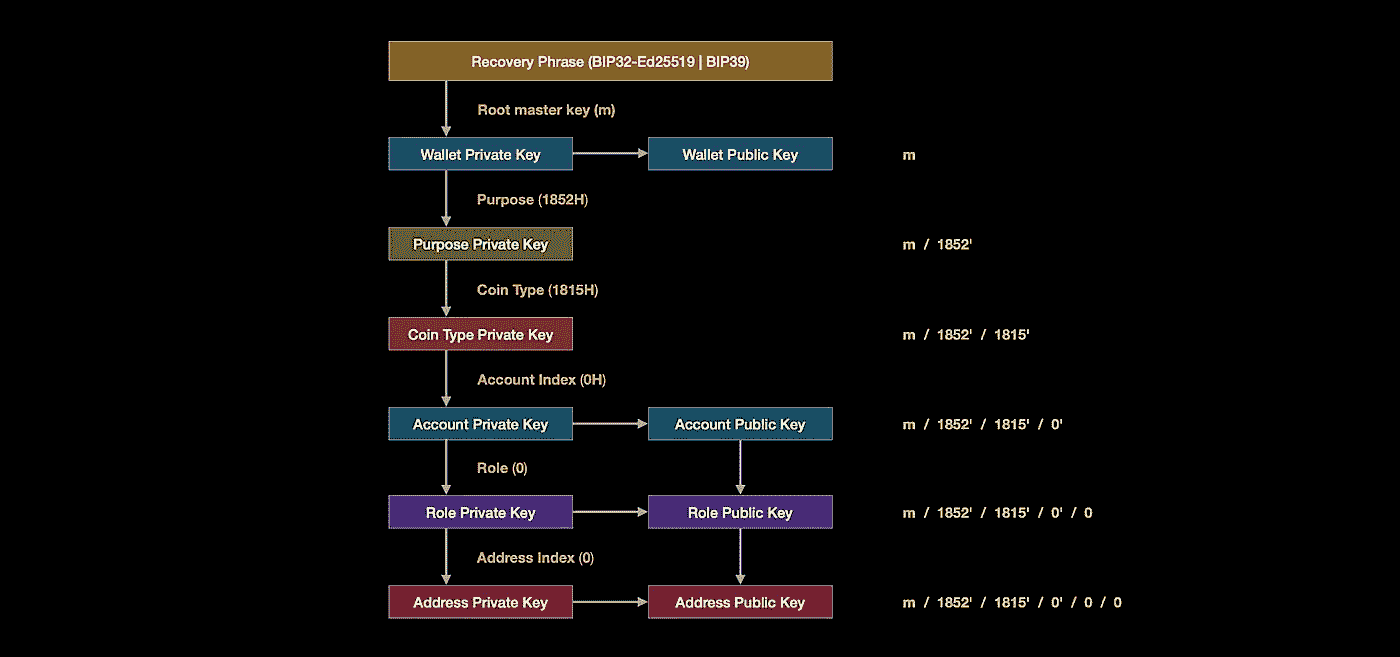 Recovery Phrase (BIP32-Ed25519 | BIP39)
Root master key (m)
Wallet Private Key Wallet Public Key m
Purpose (1852H)
Purpose Private Key m / 1852'
Coin Type (1815H)
Coin Type Private Key m / 1852' / 1815'
Account Index (0H)
Account Private Key Account Public Key m / 1852' / 1815' / 0'
Role (0)
Role Private Key Role Public Key m / 1852' / 1815' / 0' / 0
Address Index (0)
Address Private Key Address Public Key m / 1852' / 1815' / 0' / 0 / 0